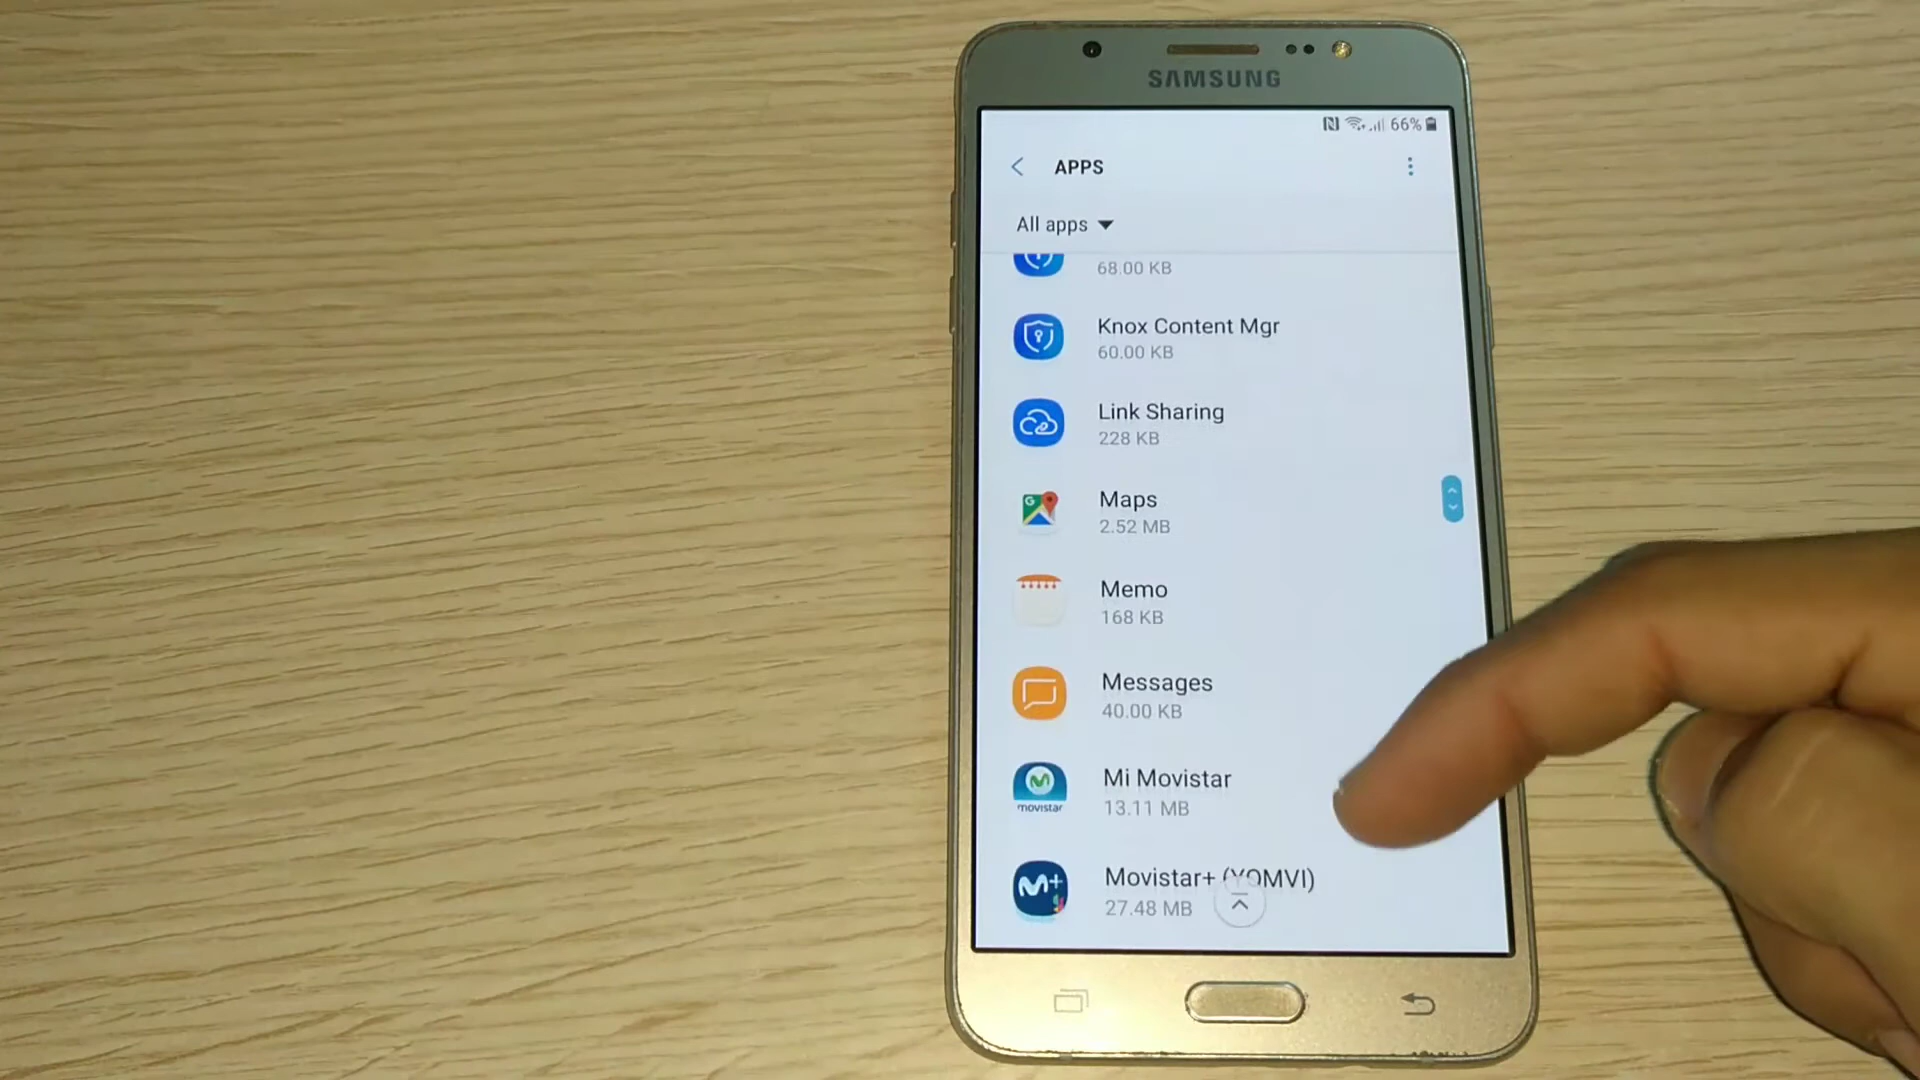 SAMSUNG
66%
APPS
All apps
68.00 KB
Knox Content Mgr
60.00 KB
Link Sharing
228 KB
G
Maps
2.52 MB
Memo
168 KB
Messages
40.00 KB
Mi Movistar
movistar
13.11 MB
Movistar+ (YOMVI)
M+
27.48 MB